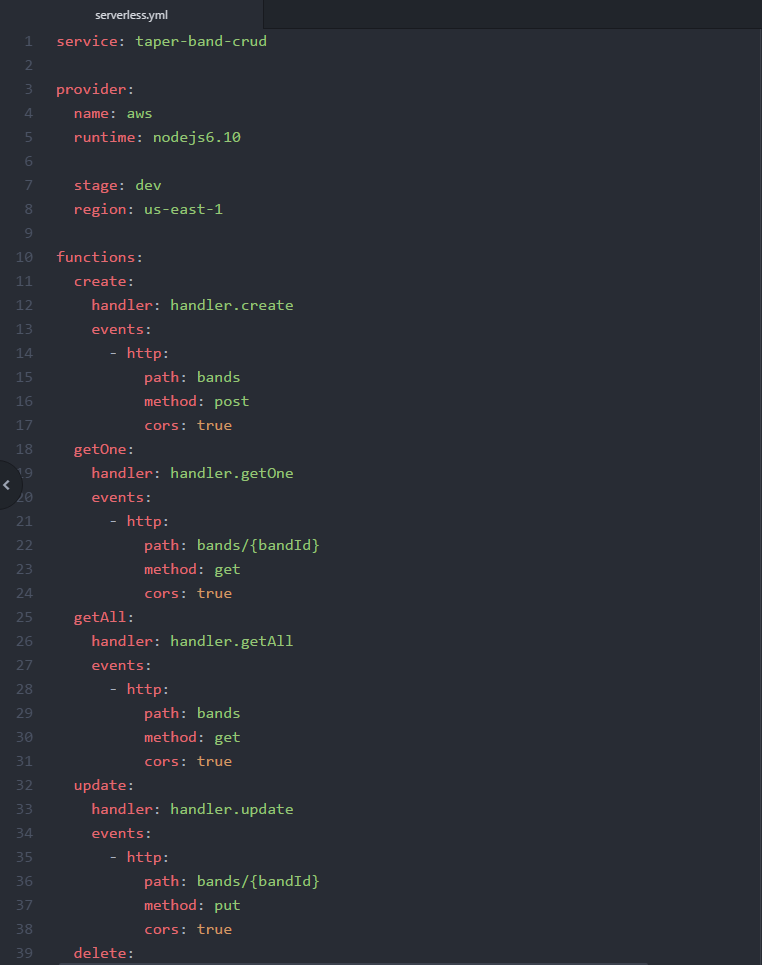 serverless.yml
1 service: taper-band-crud
2
3 provider:
4   name: aws
5   runtime: nodejs6.10
6
7   stage: dev
8   region: us-east-1
9
10 functions:
11   create:
12     handler: handler.create
13     events:
14       - http:
15           path: bands
16           method: post
17           cors: true
18   getOne:
19     handler: handler.getOne
20     events:
21       - http:
22           path: bands/{bandId}
23           method: get
24           cors: true
25   getAll:
26     handler: handler.getAll
27     events:
28       - http:
29           path: bands
30           method: get
31           cors: true
32   update:
33     handler: handler.update
34     events:
35       - http:
36           path: bands/{bandId}
37           method: put
38           cors: true
39   delete: